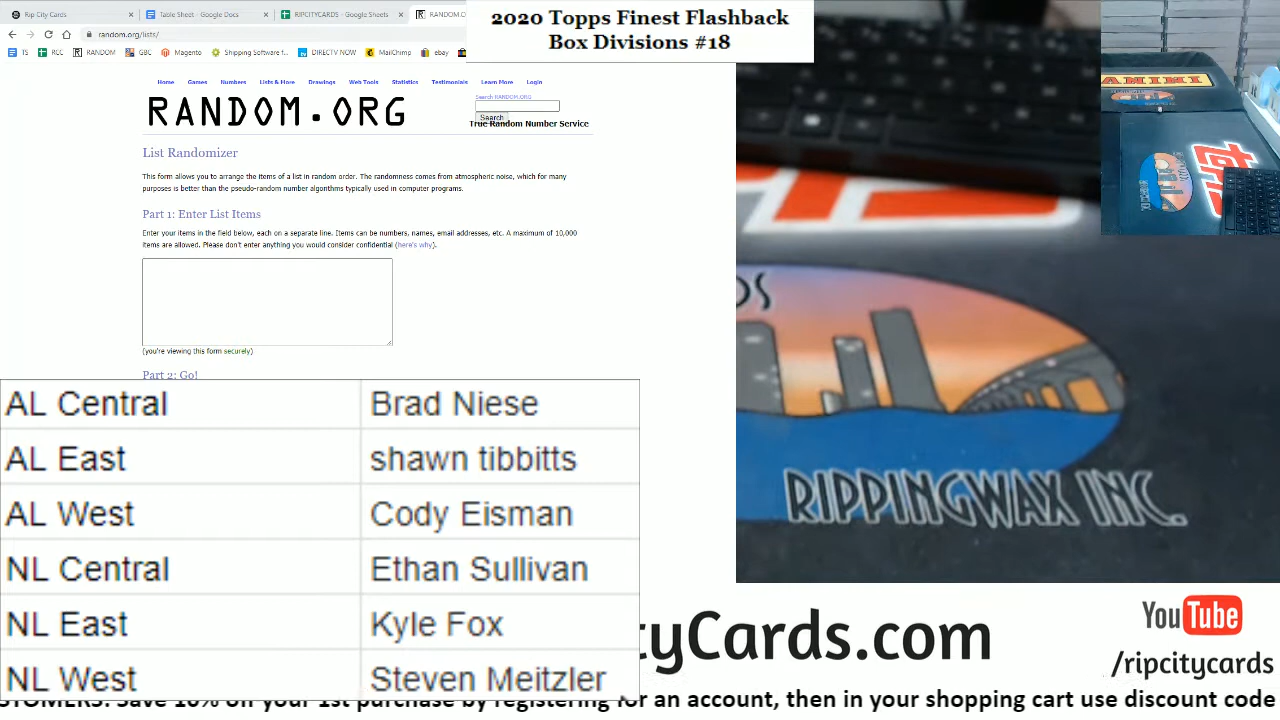 Rip City Cards
Table Sheet - Google Docs
RIPCITYCARDS - Google Sheets
RANDOM.O
random.org/lists/
TS
RCC
RANDOM
GBC
Magento
Shipping Software f...
DIRECTV NOW
MailChimp
ebay
2020 Topps Finest Flashback
Box Divisions #18
Home Games Numbers Lists & More Drawings Web Tools Statistics Testimonials Learn More Login
RANDOM.ORG
Search RANDOM.ORG
Search
True Random Number Service
List Randomizer
This form allows you to arrange the items of a list in random order. The randomness comes from atmospheric noise, which for many
purposes is better than the pseudo-random number algorithms typically used in computer programs.
Part 1: Enter List Items
Enter your items in the field below, each on a separate line. Items can be numbers, names, email addresses, etc. A maximum of 10,000
items are allowed. Please don't enter anything you would consider confidential (here's why).
(you're viewing this form securely)
Part 2: Go!
AL Central Brad Niese
AL East shawn tibbitts
AL West Cody Eisman
NL Central Ethan Sullivan
NL East Kyle Fox
NL West Steven Meitzler
PANINI
DS
RIPPINGWAX INC.
tyCards.com
YouTube
/ripcitycards
STOMERS: Save 10% on your 1st purchase by registering for an account, then in your shopping cart use discount code